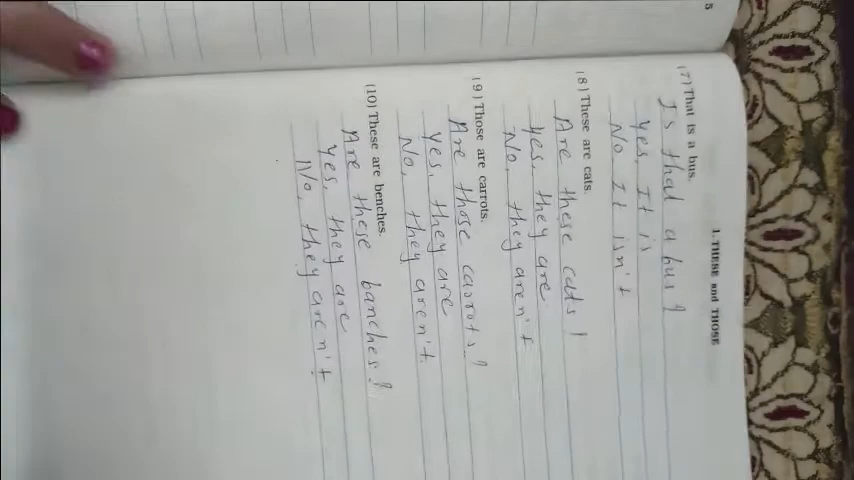 5
1. THESE and THOSE
(7) That is a bus.
Is that a bus?
Yes, It is
No It isn't
(8) These are cats.
Are these cats?
Yes, they are
No, they aren't
(9) Those are carrots.
Are those carrots?
Yes, they are
No, they aren't.
(10) These are benches.
Are these banches?
Yes, they are
No, they aren't.